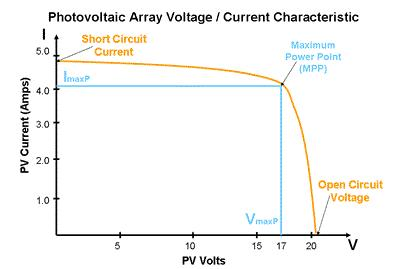 Photovoltaic Array Voltage / Current Characteristic
I
Short Circuit
Current
Maximum
Power Point
(MPP)
5.0
ImaxP
4.0
3.0
2.0
1.0
PV Current (Amps)
VmaxP
Open Circuit
Voltage
5
10
15
17
20
V
PV Volts